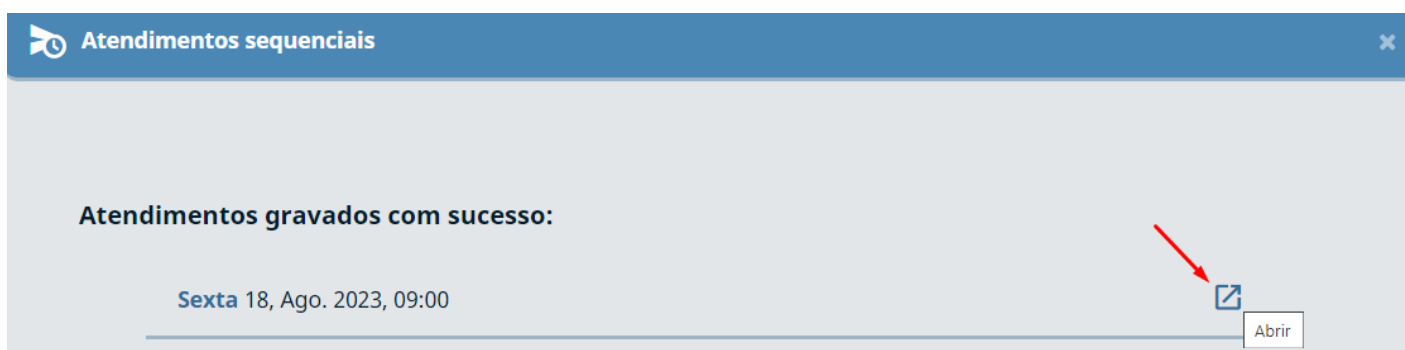 Atendimentos sequenciais
Atendimentos gravados com sucesso:
Sexta 18, Ago. 2023, 09:00
Abrir